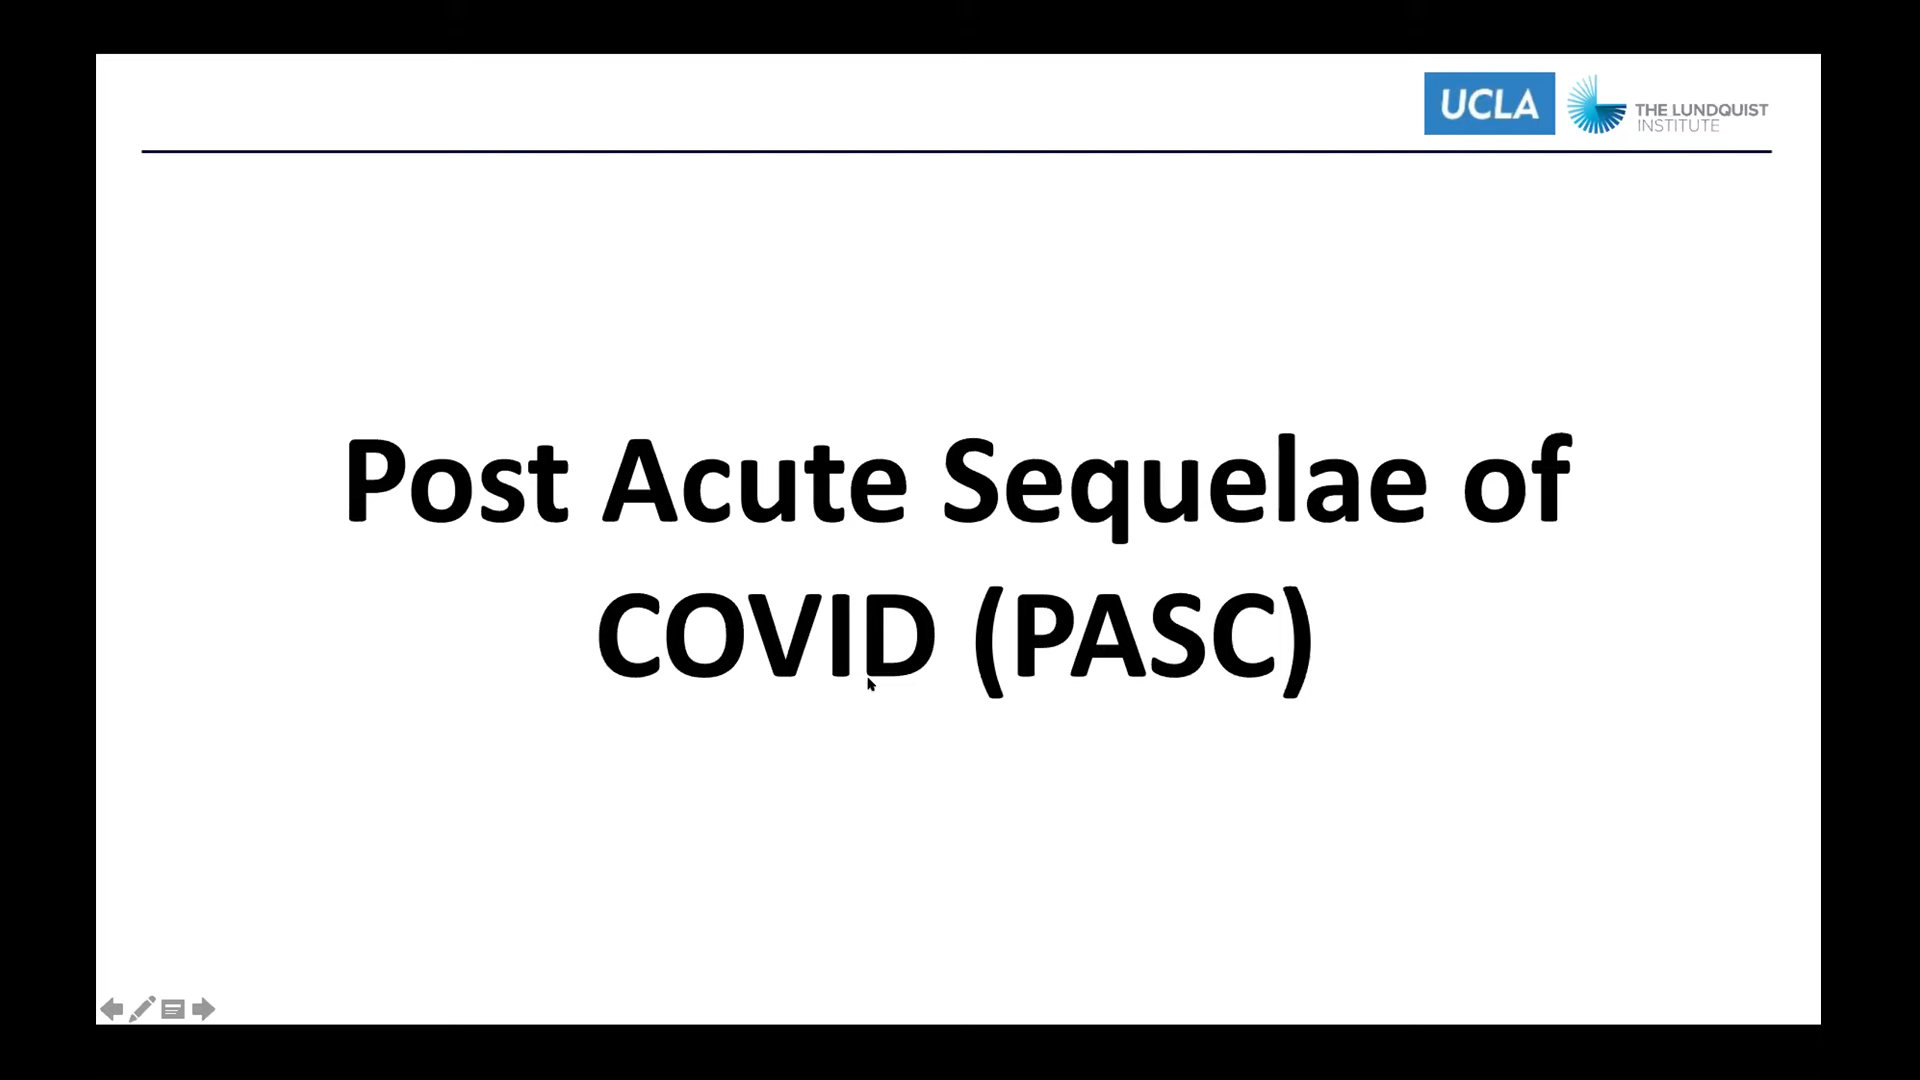 UCLA
THE LUNDQUIST
INSTITUTE
Post Acute Sequelae of
COVID (PASC)